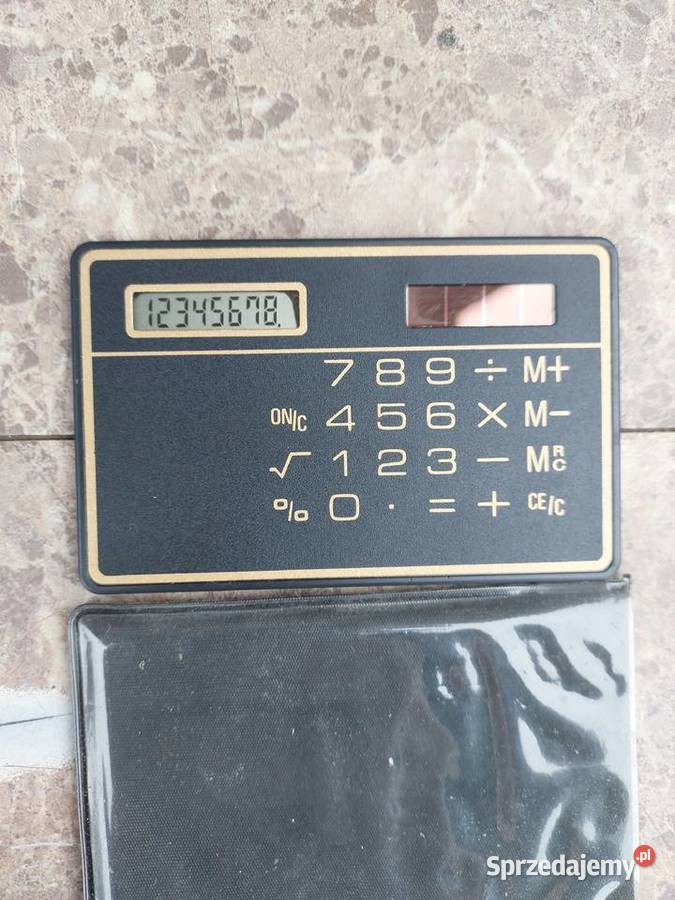 12345678.
7 8 9 ÷ M+
ON/C 4 5 6 × M−
√ 1 2 3 − MRC
% 0 . = + CE/C
Sprzedajemy.pl